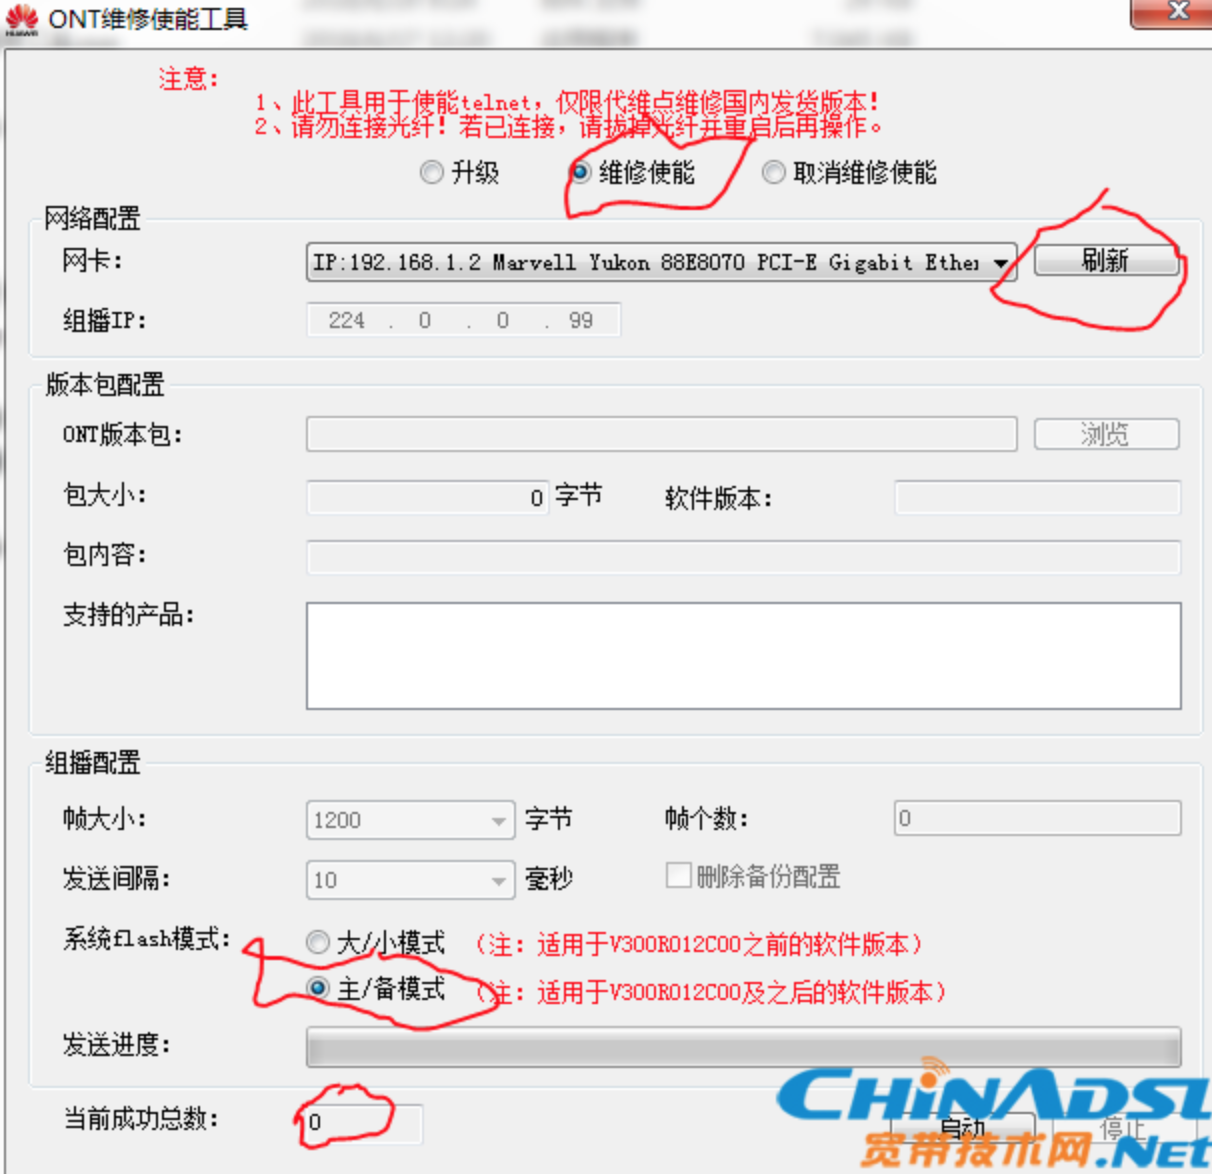 ONT维修使能工具
HUAWEI
注意:
1、此工具用于使能telnet,仅限代维点维修国内发货版本!
2、请勿连接光纤!若已连接,请拔掉光纤并重启后再操作。
升级 维修使能 取消维修使能
网络配置
网卡: IP:192.168.1.2 Marvell Yukon 88E8070 PCI-E Gigabit Ether 刷新
组播IP: 224 . 0 . 0 . 99
版本包配置
ONT版本包: 浏览
包大小: 0 字节 软件版本:
包内容:
支持的产品:
组播配置
帧大小: 1200 字节 帧个数: 0
发送间隔: 10 毫秒 删除备份配置
系统flash模式: 大/小模式 (注: 适用于V300R012C00之前的软件版本)
主/备模式 (注: 适用于V300R012C00及之后的软件版本)
发送进度:
当前成功总数: 0 启动 停止
CHINADSL
宽带技术网.Net